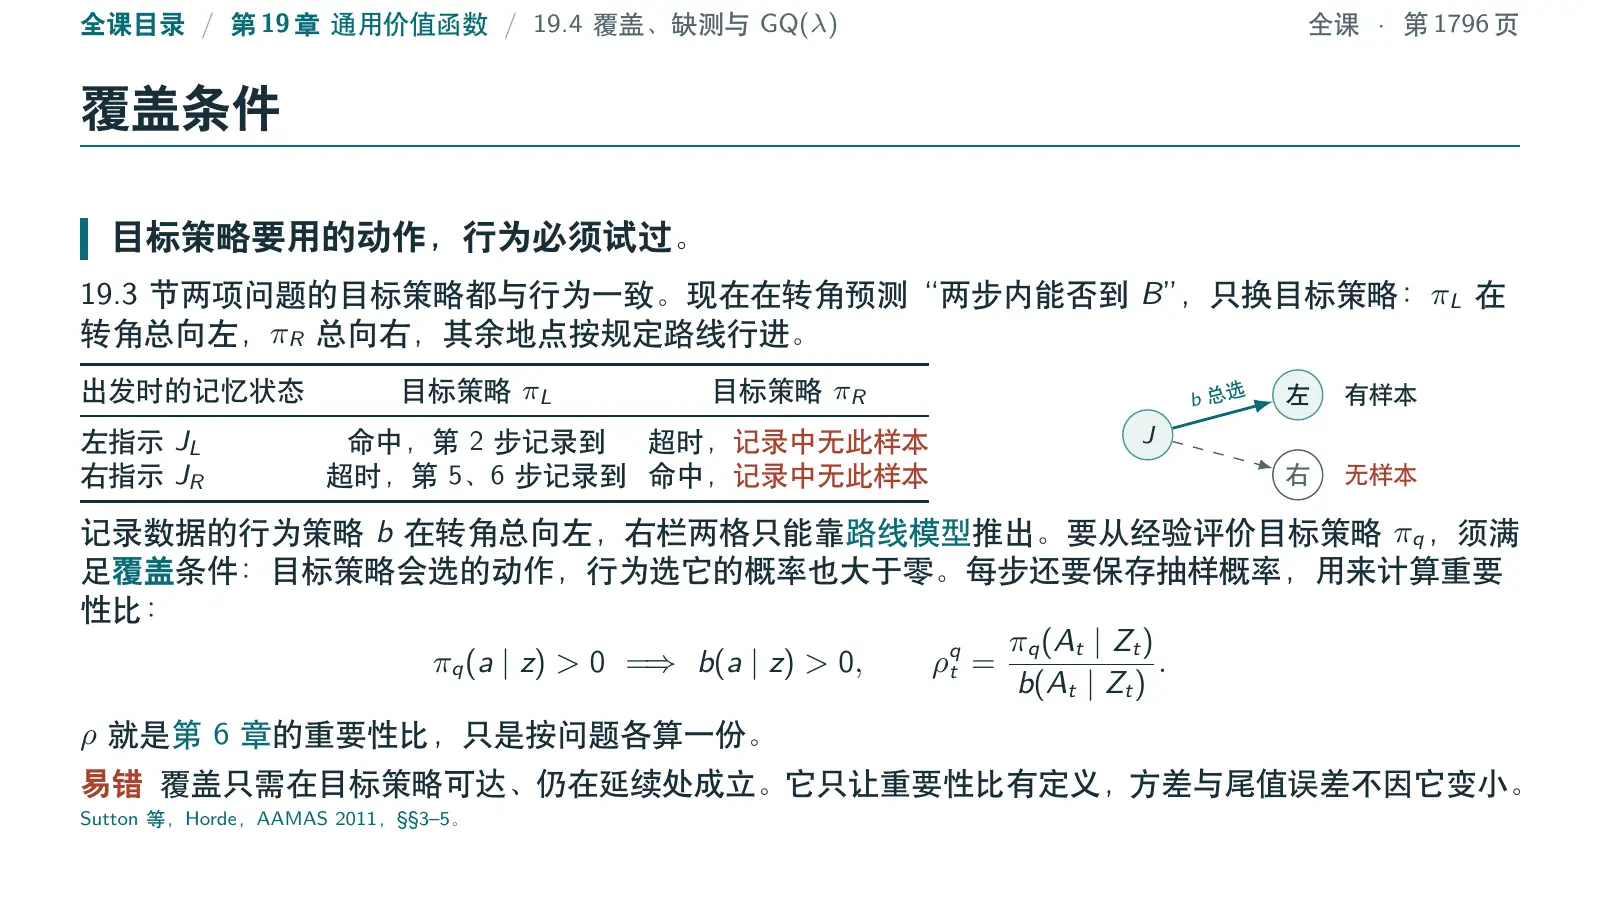 全课目录 / 第 19 章 通用价值函数 / 19.4 覆盖、缺测与 GQ(λ)
全课 · 第 1796 页
覆盖条件
目标策略要用的动作，行为必须试过。
19.3 节两项问题的目标策略都与行为一致。现在在转角预测 “两步内能否到 B”，只换目标策略：π_L 在
转角总向左，π_R 总向右，其余地点按规定路线行进。
出发时的记忆状态 目标策略 π_L 目标策略 π_R
左指示 J_L 命中，第 2 步记录到 超时，记录中无此样本
右指示 J_R 超时，第 5、6 步记录到 命中，记录中无此样本
b 总选
J
左
有样本
右
无样本
记录数据的行为策略 b 在转角总向左，右栏两格只能靠路线模型推出。要从经验评价目标策略 π_q，须满
足覆盖条件：目标策略会选的动作，行为选它的概率也大于零。每步还要保存抽样概率，用来计算重要
性比：
π_q(a | z) > 0 ⟹ b(a | z) > 0, ρ_t^q = π_q(A_t | Z_t) / b(A_t | Z_t).
ρ 就是第 6 章的重要性比，只是按问题各算一份。
易错 覆盖只需在目标策略可达、仍在延续处成立。它只让重要性比有定义，方差与尾值误差不因它变小。
Sutton 等，Horde，AAMAS 2011，§§3–5。